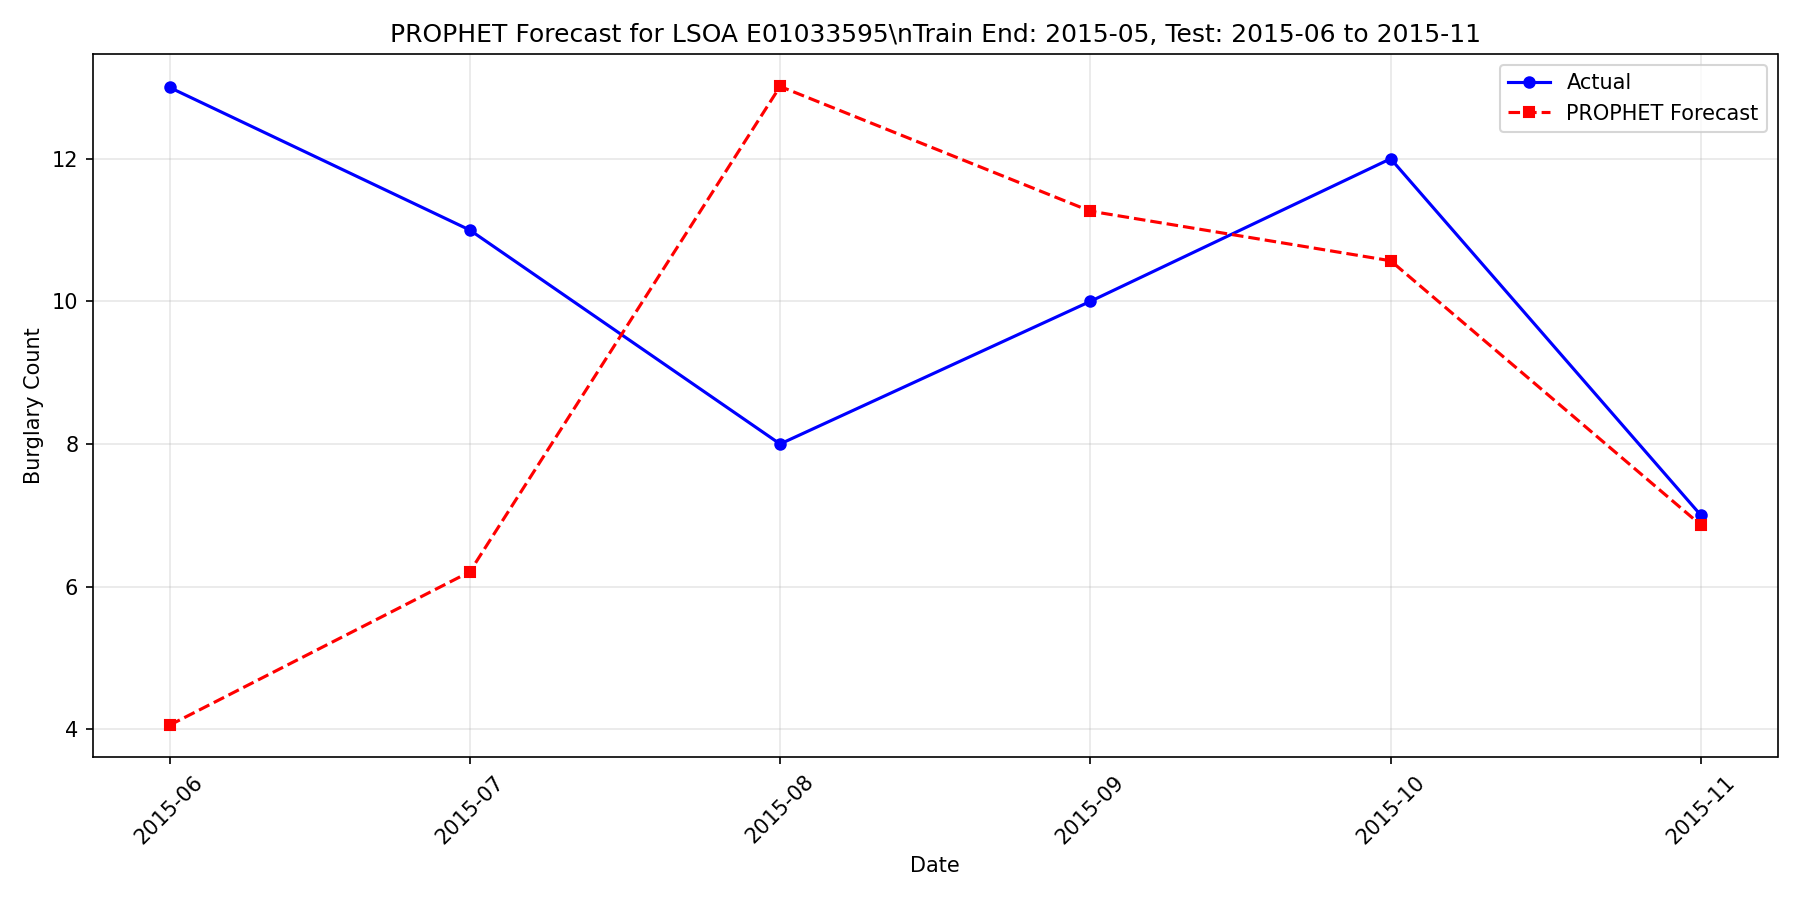 PROPHET Forecast for LSOA E01033595\nTrain End: 2015-05, Test: 2015-06 to 2015-11
Actual
PROPHET Forecast
Burglary Count
12
10
8
6
4
2015-06
2015-07
2015-08
2015-09
2015-10
2015-11
Date